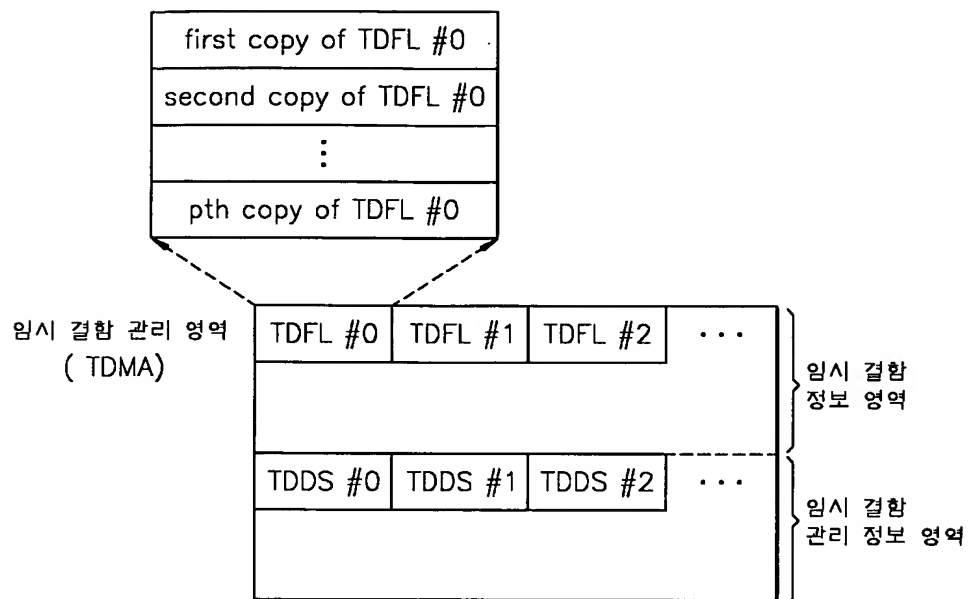 first copy of TDFL #0
second copy of TDFL #0
⋮
pth copy of TDFL #0
임시 결함 관리 영역
( TDMA)
TDFL #0 TDFL #1 TDFL #2 ···
임시 결함
정보 영역
TDDS #0 TDDS #1 TDDS #2 ···
임시 결함
관리 정보 영역